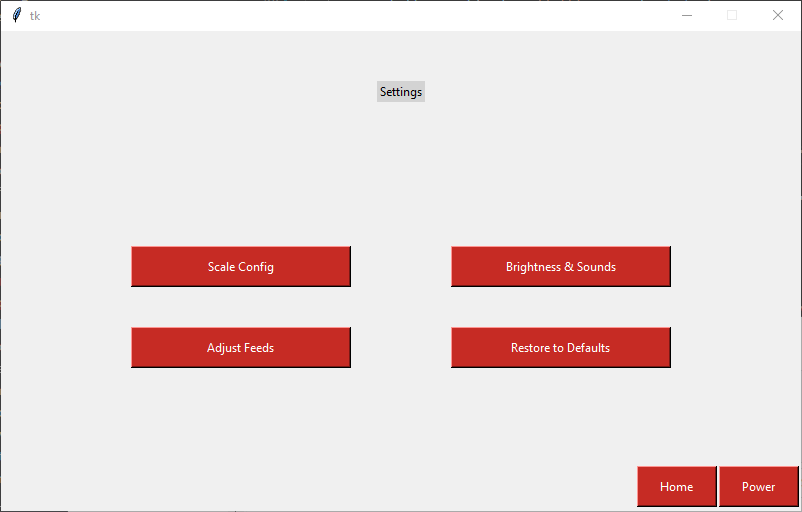 tk
Settings
Scale Config
Brightness & Sounds
Adjust Feeds
Restore to Defaults
Home
Power